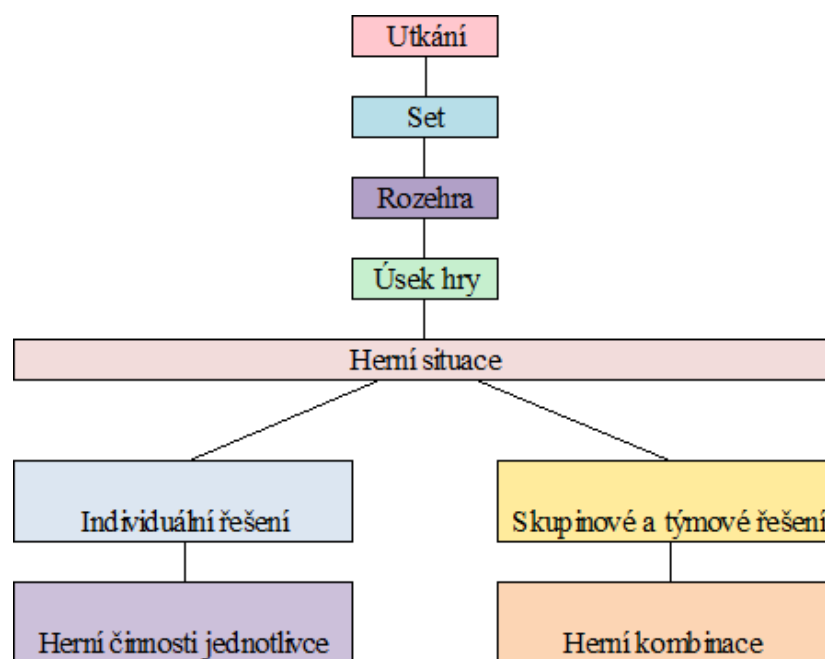 Utkání
Set
Rozehra
Úsek hry
Herní situace
Individuální řešení
Skupinové a týmové řešení
Herní činnosti jednotlivce
Herní kombinace